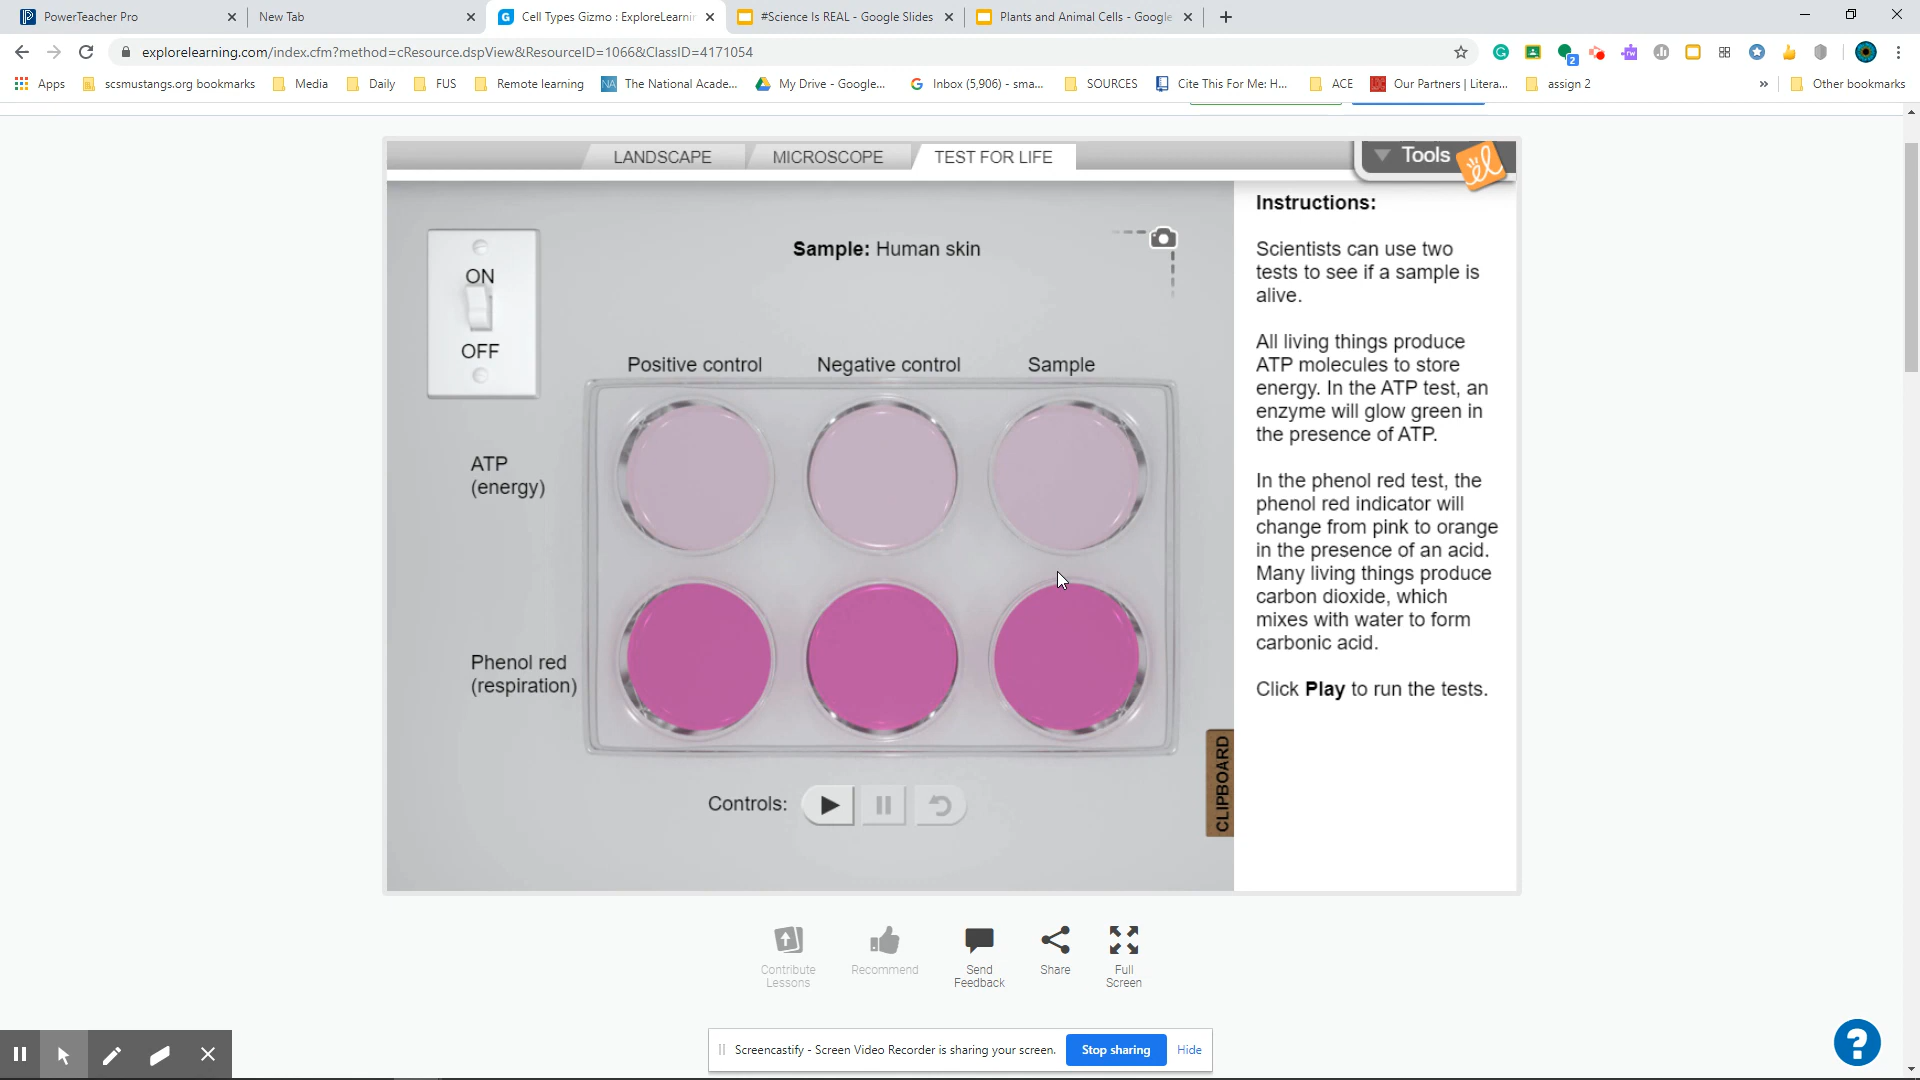 PowerTeacher Pro
New Tab
Cell Types Gizmo : ExploreLearnin
#Science Is REAL - Google Slides
Plants and Animal Cells - Google
explorelearning.com/index.cfm?method=cResource.dspView&ResourceID=1066&ClassID=4171054
2
Apps
scsmustangs.org bookmarks
Media
Daily
FUS
Remote learning
NA
The National Acade...
My Drive - Google...
Inbox (5,906) - sma...
SOURCES
Cite This For Me: H...
ACE
Our Partners | Litera...
assign 2
»
Other bookmarks
LANDSCAPE
MICROSCOPE
TEST FOR LIFE
Tools
el
ON
OFF
Sample: Human skin
Positive control
Negative control
Sample
ATP
(energy)
Phenol red
(respiration)
Controls:
CLIPBOARD
Instructions:
Scientists can use two
tests to see if a sample is
alive.
All living things produce
ATP molecules to store
energy. In the ATP test, an
enzyme will glow green in
the presence of ATP.
In the phenol red test, the
phenol red indicator will
change from pink to orange
in the presence of an acid.
Many living things produce
carbon dioxide, which
mixes with water to form
carbonic acid.
Click Play to run the tests.
Contribute
Lessons
Recommend
Send
Feedback
Share
Full
Screen
Screencastify - Screen Video Recorder is sharing your screen.
Stop sharing
Hide
?